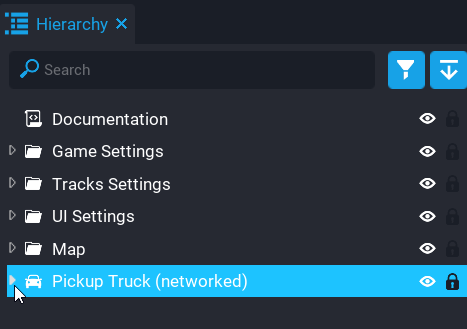 Hierarchy
Search
Documentation
Game Settings
Tracks Settings
UI Settings
Map
Pickup Truck (networked)